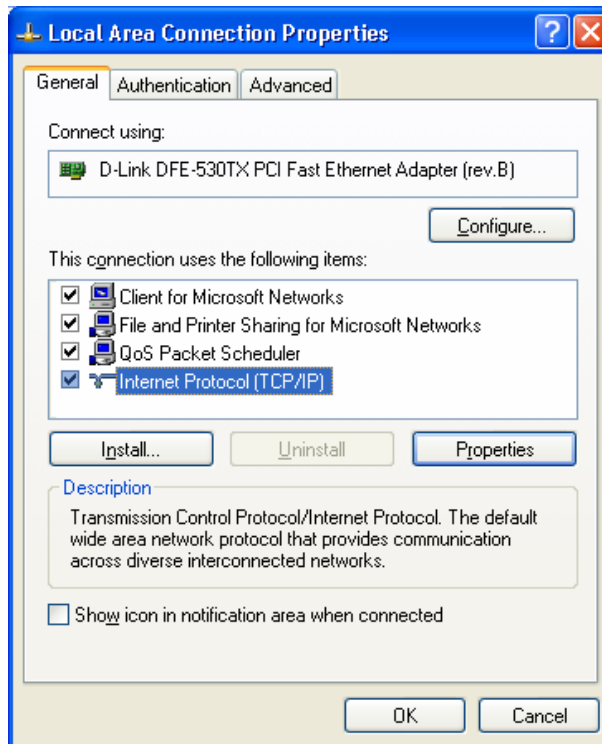 Local Area Connection Properties
General Authentication Advanced
Connect using:
D-Link DFE-530TX PCI Fast Ethernet Adapter (rev.B)
Configure...
This connection uses the following items:
Client for Microsoft Networks
File and Printer Sharing for Microsoft Networks
QoS Packet Scheduler
Internet Protocol (TCP/IP)
Install... Uninstall Properties
Description
Transmission Control Protocol/Internet Protocol. The default
wide area network protocol that provides communication
across diverse interconnected networks.
Show icon in notification area when connected
OK Cancel